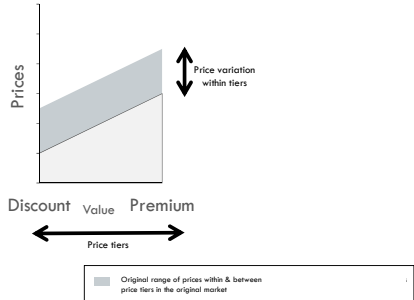 Prices
Price variation
within tiers
Discount Value Premium
Price tiers
Original range of prices within & between
price tiers in the original market